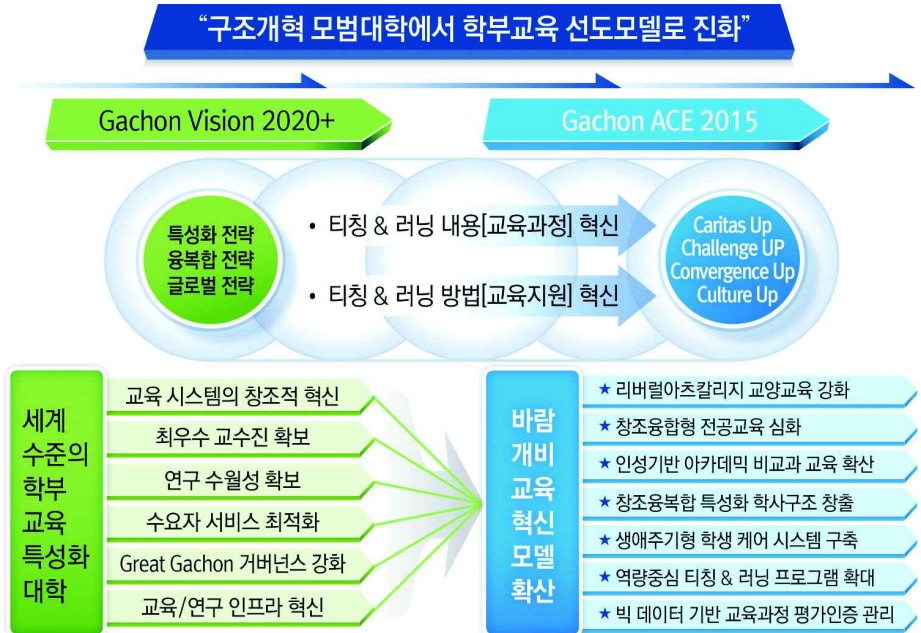 “구조개혁 모범대학에서 학부교육 선도모델로 진화”
Gachon Vision 2020+
Gachon ACE 2015
특성화 전략
융복합 전략
글로벌 전략
• 티칭 & 러닝 내용[교육과정] 혁신
• 티칭 & 러닝 방법[교육지원] 혁신
Caritas Up
Challenge UP
Convergence Up
Culture Up
세계
수준의
학부
교육
특성화
대학
교육 시스템의 창조적 혁신
최우수 교수진 확보
연구 수월성 확보
수요자 서비스 최적화
Great Gachon 거버넌스 강화
교육/연구 인프라 혁신
바람
개비
교육
혁신
모델
확산
★ 리버럴아츠칼리지 교양교육 강화
★ 창조융합형 전공교육 심화
★ 인성기반 아카데믹 비교과 교육 확산
★ 창조융복합 특성화 학사구조 창출
★ 생애주기형 학생 케어 시스템 구축
★ 역량중심 티칭 & 러닝 프로그램 확대
★ 빅 데이터 기반 교육과정 평가인증 관리